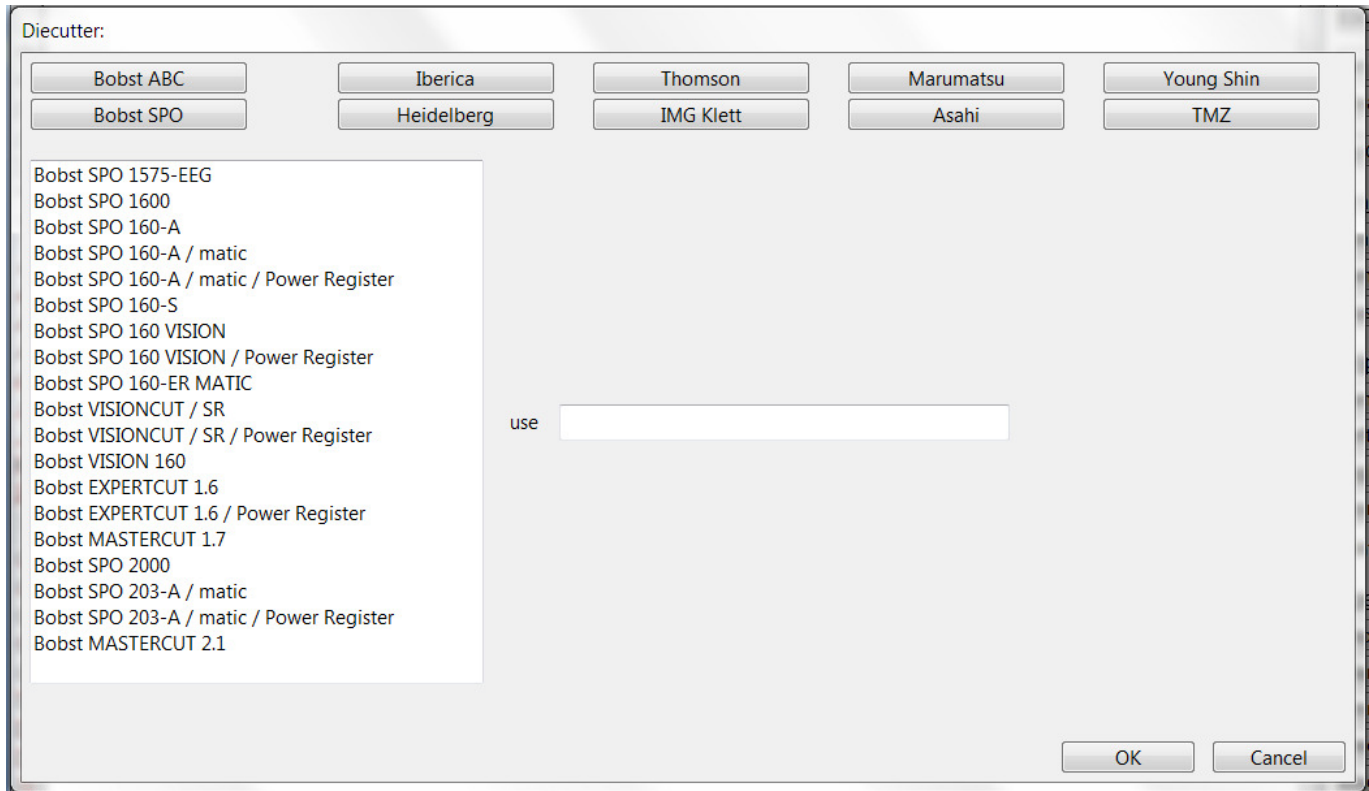 Diecutter:
Bobst ABC Iberica Thomson Marumatsu Young Shin
Bobst SPO Heidelberg IMG Klett Asahi TMZ
Bobst SPO 1575-EEG
Bobst SPO 1600
Bobst SPO 160-A
Bobst SPO 160-A / matic
Bobst SPO 160-A / matic / Power Register
Bobst SPO 160-S
Bobst SPO 160 VISION
Bobst SPO 160 VISION / Power Register
Bobst SPO 160-ER MATIC
Bobst VISIONCUT / SR
Bobst VISIONCUT / SR / Power Register
Bobst VISION 160
Bobst EXPERTCUT 1.6
Bobst EXPERTCUT 1.6 / Power Register
Bobst MASTERCUT 1.7
Bobst SPO 2000
Bobst SPO 203-A / matic
Bobst SPO 203-A / matic / Power Register
Bobst MASTERCUT 2.1
use
OK Cancel